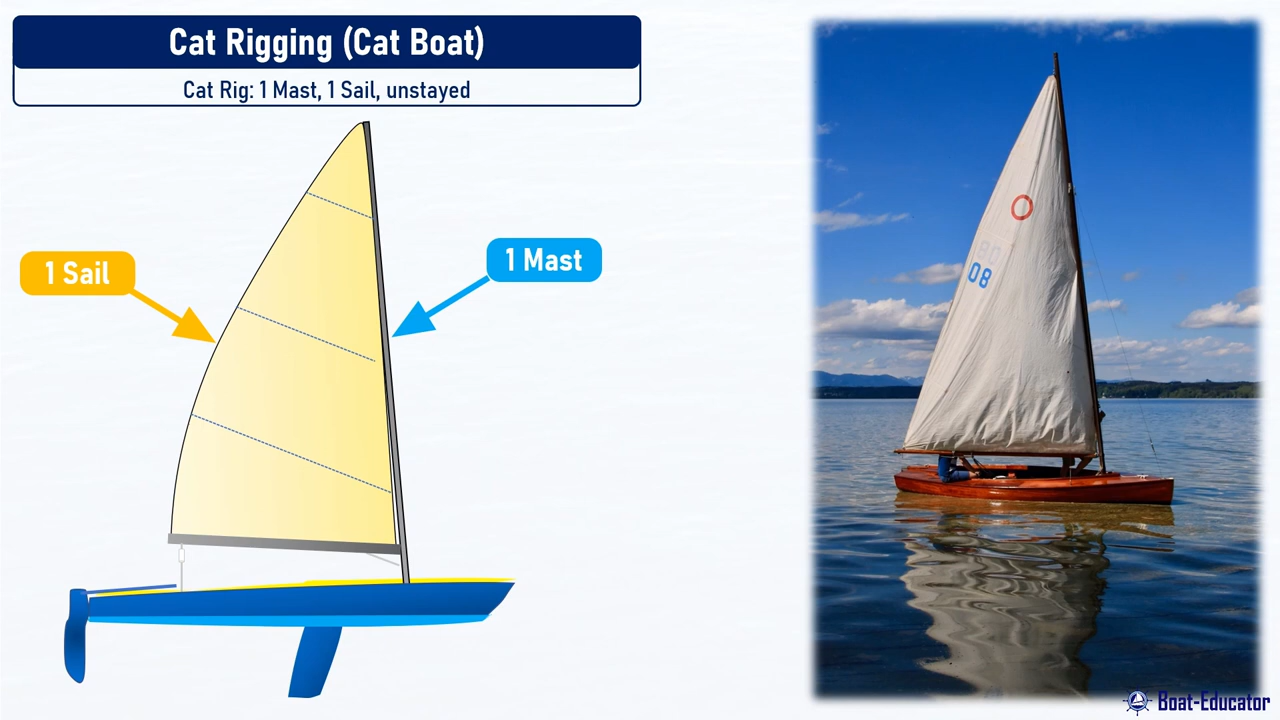 Cat Rigging (Cat Boat)
Cat Rig: 1 Mast, 1 Sail, unstayed
1 Sail
1 Mast
08
Boat-Educator